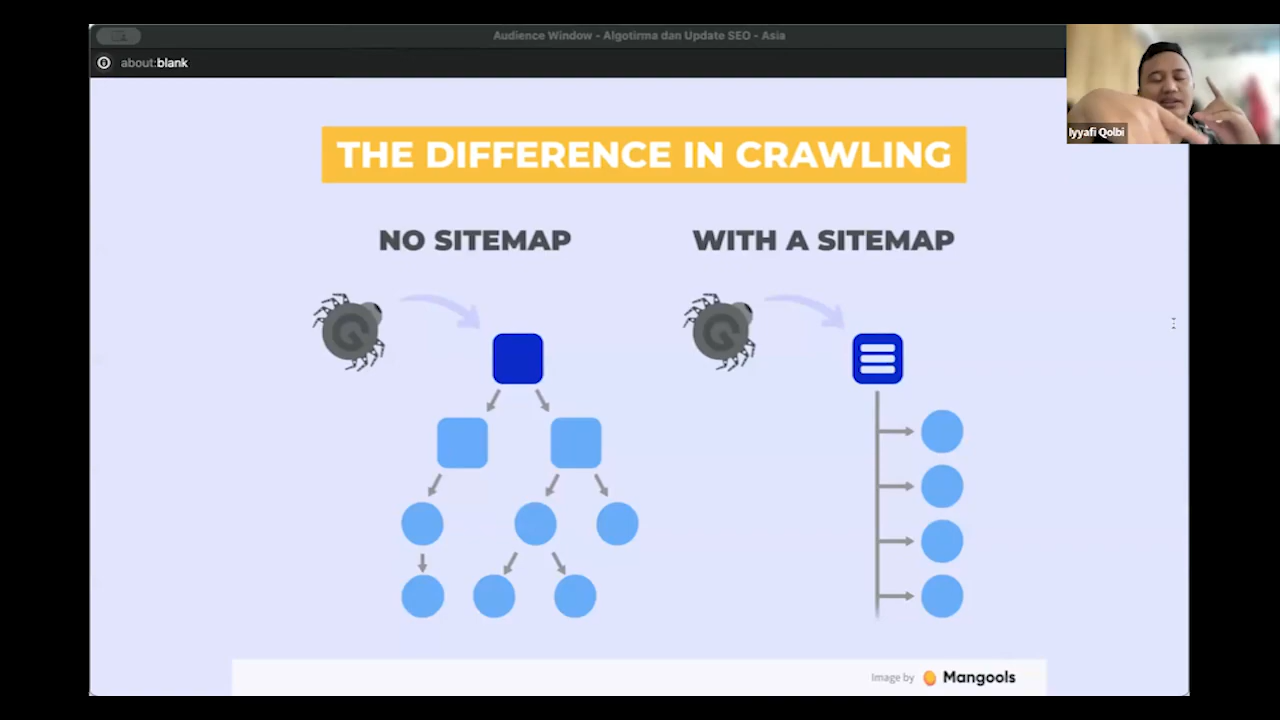 Audience Window - Algotirma dan Update SEO - Asia
about:blank
Iyyafi Qolbi
THE DIFFERENCE IN CRAWLING
NO SITEMAP
WITH A SITEMAP
Image by Mangools